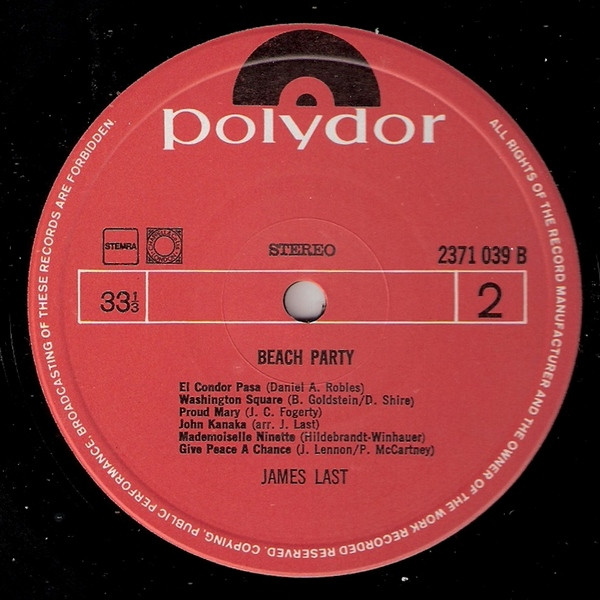 polydor
STEMRA
STEREO
2371 039 B
33 1/3
2
BEACH PARTY
El Condor Pasa (Daniel A. Robles)
Washington Square (B. Goldstein/D. Shire)
Proud Mary (J. C. Fogerty)
John Kanaka (arr. J. Last)
Mademoiselle Ninette (Hildebrandt-Winhauer)
Give Peace A Chance (J. Lennon/P. McCartney)
JAMES LAST
ALL RIGHTS OF THE RECORD MANUFACTURER AND THE OWNER OF THE WORK RECORDED RESERVED. COPYING, PUBLIC PERFORMANCE, BROADCASTING OF THESE RECORDS ARE FORBIDDEN.